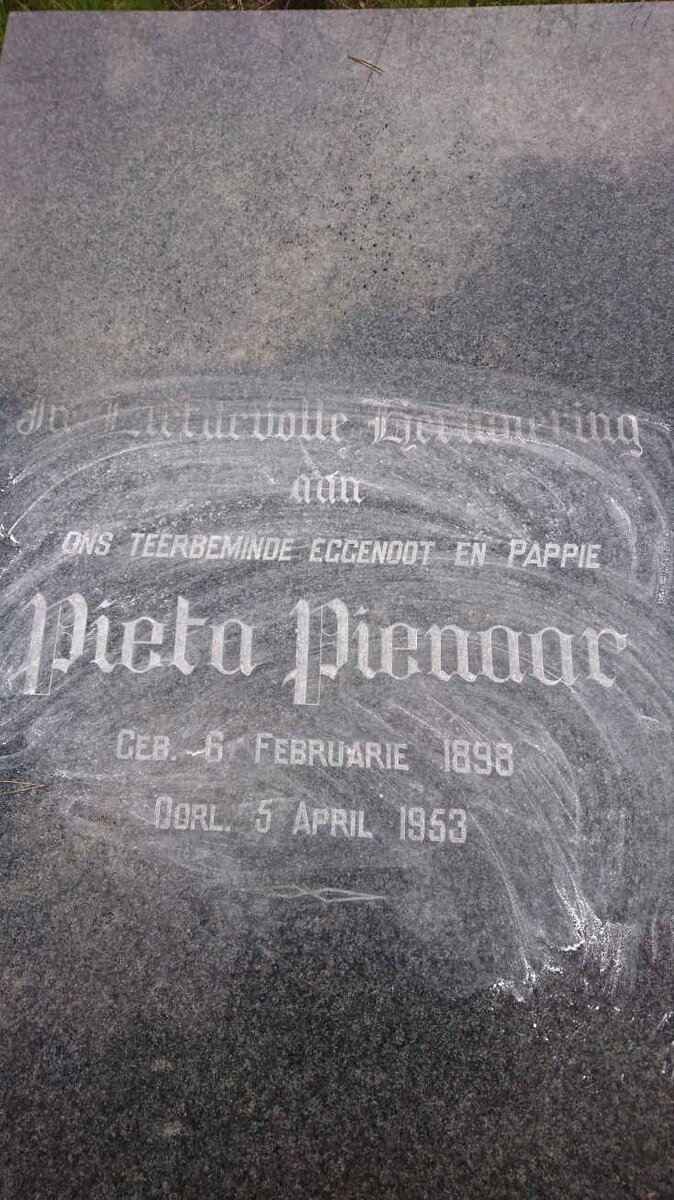 In Liefdevolle Herinnering
aan
ONS TEERBEMINDE EGGENOOT EN PAPPIE
Pieta Pienaar
GEB. 6 FEBRUARIE 1898
OORL. 5 APRIL 1953